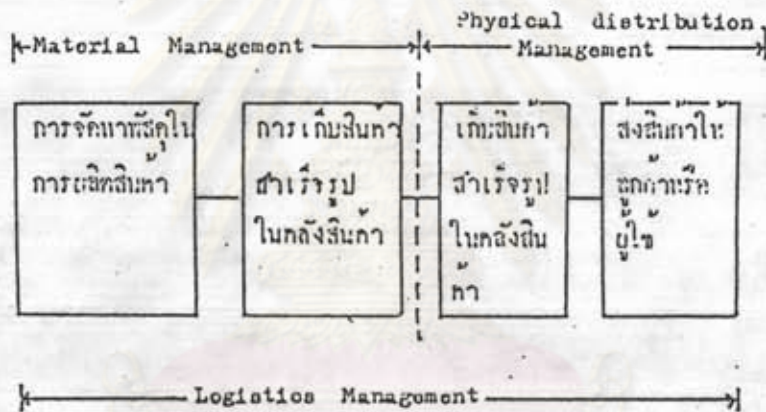 Physical distribution
Material Management
Management
การจัดหาพัสดุใน
การผลิตสินค้า
การเก็บสินค้า
สำเร็จรูป
ในคลังสินค้า
เก็บสินค้า
สำเร็จรูป
ในคลังสิน
ค้า
ส่งสินค้าให้
ลูกค้าหรือ
ผู้ใช้
Logistics Management